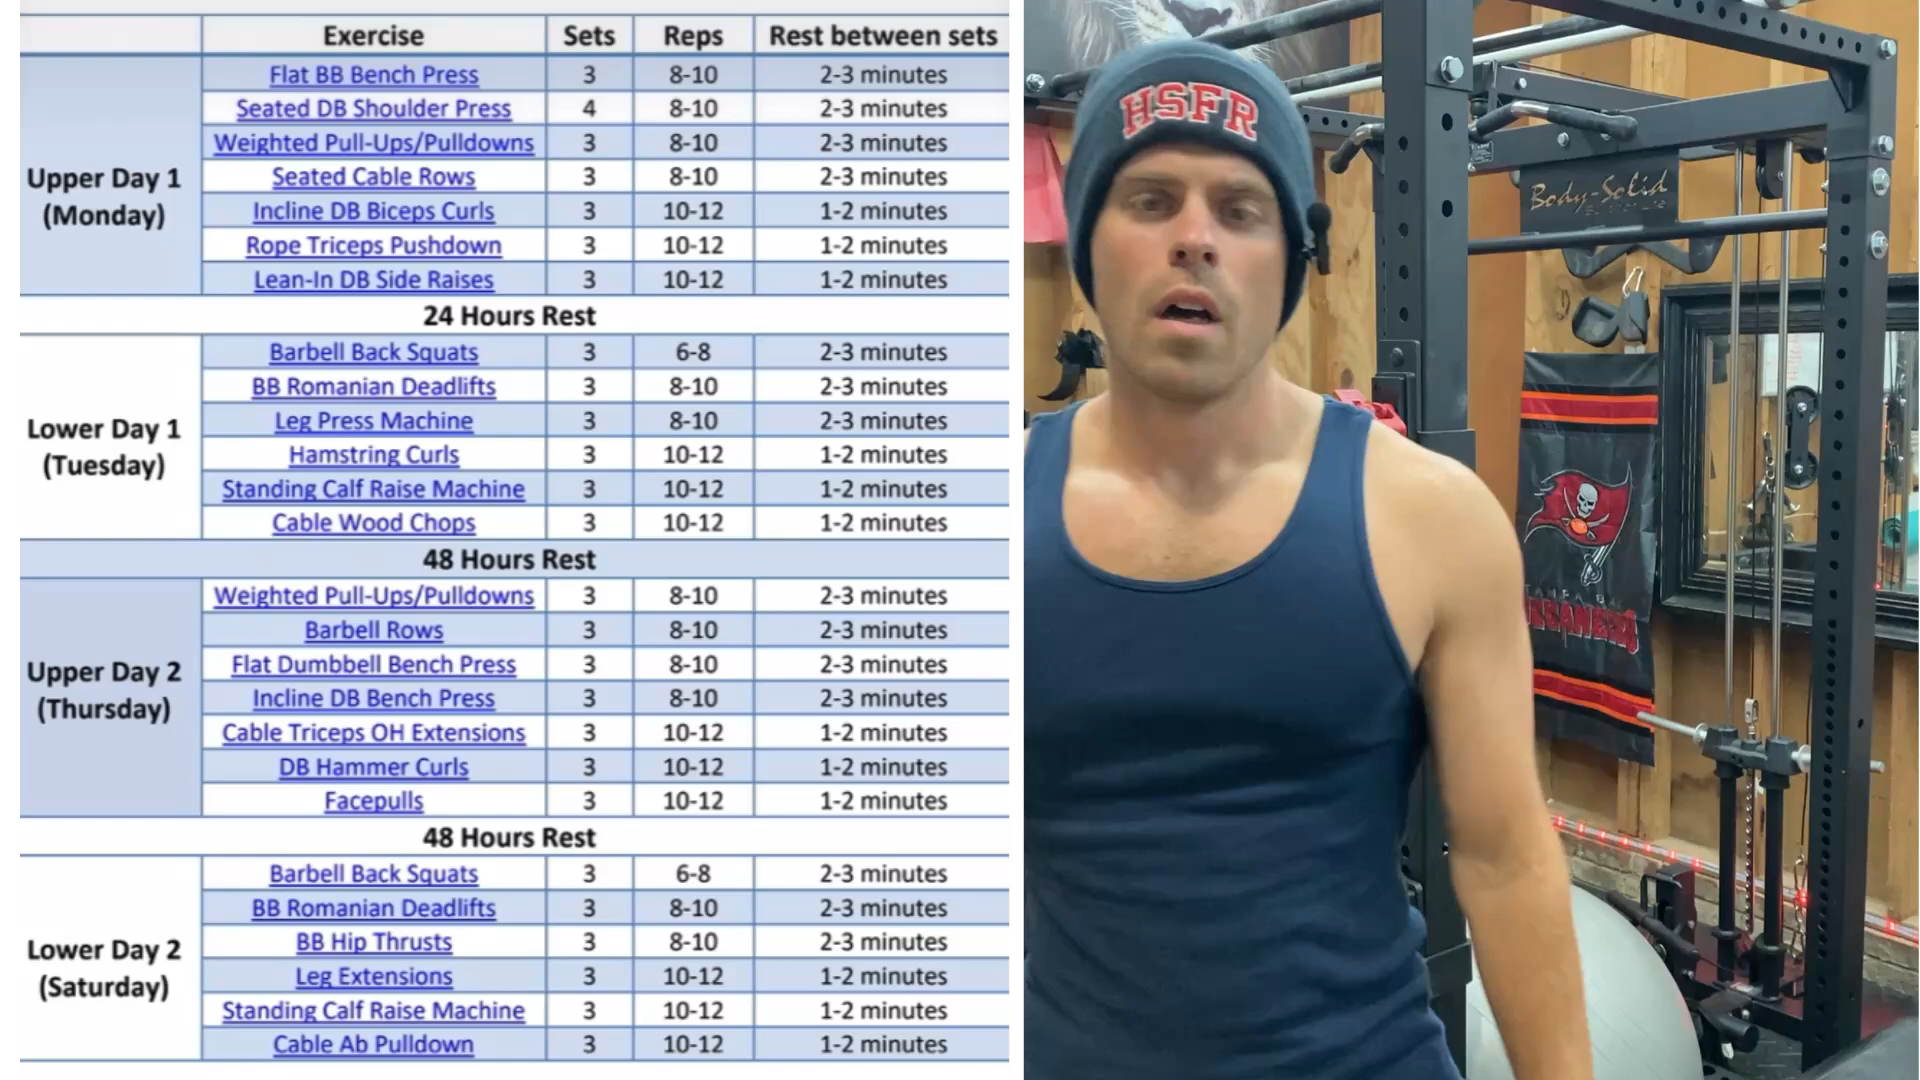 Exercise Sets Reps Rest between sets
Upper Day 1
(Monday)
Flat BB Bench Press 3 8-10 2-3 minutes
Seated DB Shoulder Press 4 8-10 2-3 minutes
Weighted Pull-Ups/Pulldowns 3 8-10 2-3 minutes
Seated Cable Rows 3 8-10 2-3 minutes
Incline DB Biceps Curls 3 10-12 1-2 minutes
Rope Triceps Pushdown 3 10-12 1-2 minutes
Lean-In DB Side Raises 3 10-12 1-2 minutes
24 Hours Rest
Lower Day 1
(Tuesday)
Barbell Back Squats 3 6-8 2-3 minutes
BB Romanian Deadlifts 3 8-10 2-3 minutes
Leg Press Machine 3 8-10 2-3 minutes
Hamstring Curls 3 10-12 1-2 minutes
Standing Calf Raise Machine 3 10-12 1-2 minutes
Cable Wood Chops 3 10-12 1-2 minutes
48 Hours Rest
Upper Day 2
(Thursday)
Weighted Pull-Ups/Pulldowns 3 8-10 2-3 minutes
Barbell Rows 3 8-10 2-3 minutes
Flat Dumbbell Bench Press 3 8-10 2-3 minutes
Incline DB Bench Press 3 8-10 2-3 minutes
Cable Triceps OH Extensions 3 10-12 1-2 minutes
DB Hammer Curls 3 10-12 1-2 minutes
Facepulls 3 10-12 1-2 minutes
48 Hours Rest
Lower Day 2
(Saturday)
Barbell Back Squats 3 6-8 2-3 minutes
BB Romanian Deadlifts 3 8-10 2-3 minutes
BB Hip Thrusts 3 8-10 2-3 minutes
Leg Extensions 3 10-12 1-2 minutes
Standing Calf Raise Machine 3 10-12 1-2 minutes
Cable Ab Pulldown 3 10-12 1-2 minutes
HSFR
Body-Solid